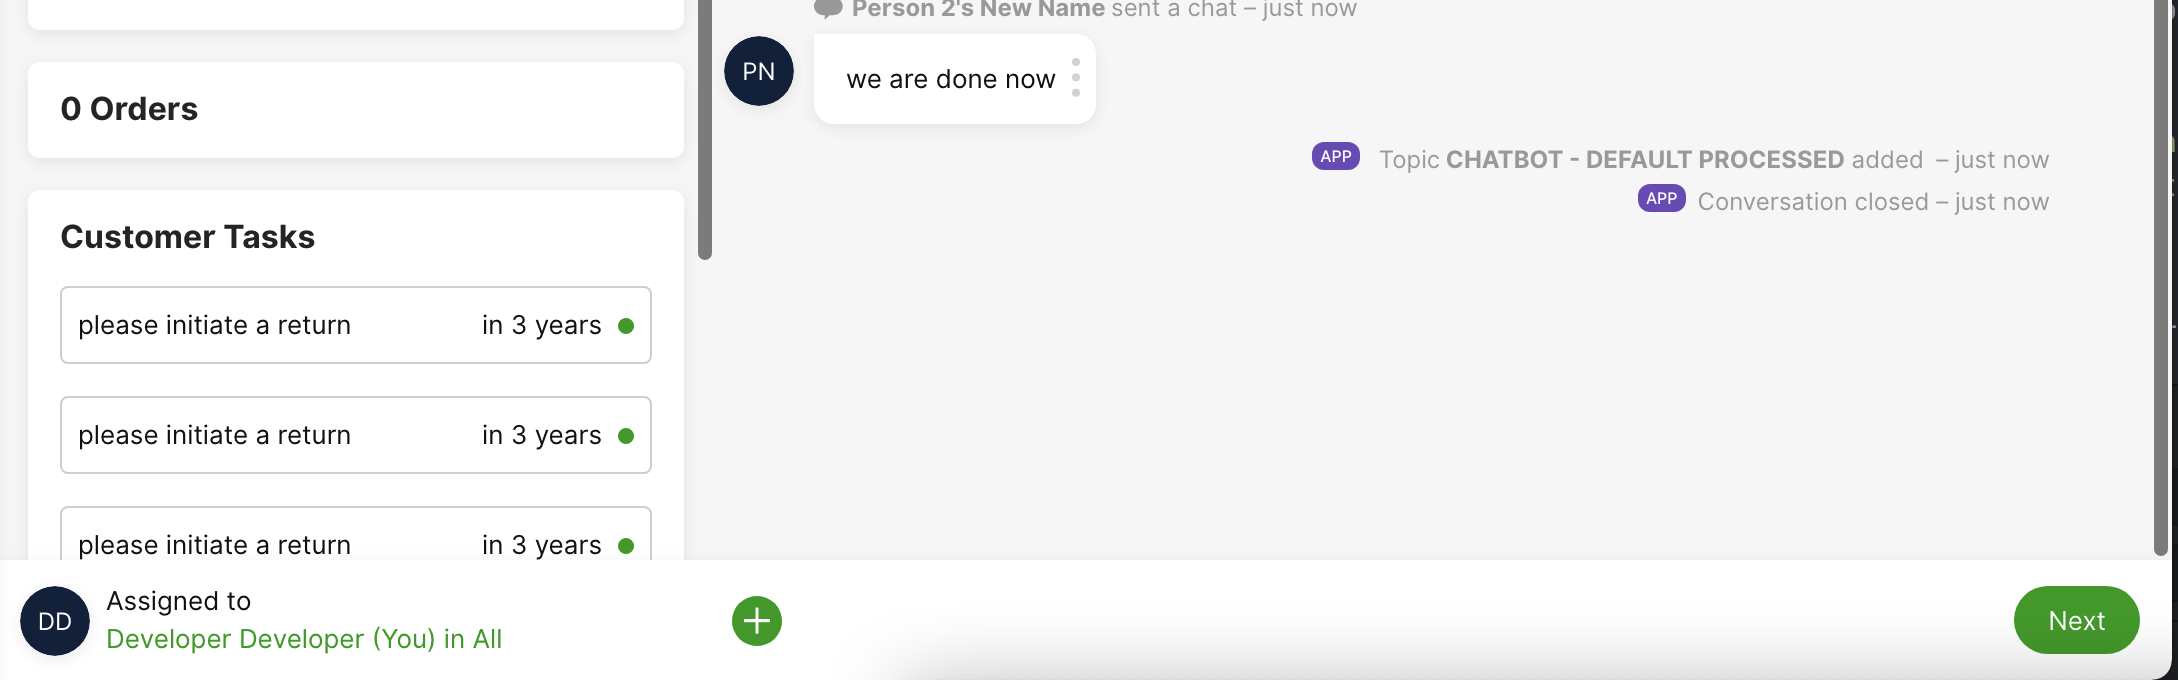 Person 2's New Name sent a chat – just now
PN
we are done now
0 Orders
APP Topic CHATBOT - DEFAULT PROCESSED added – just now
APP Conversation closed – just now
Customer Tasks
please initiate a return in 3 years
please initiate a return in 3 years
please initiate a return in 3 years
DD
Assigned to
Developer Developer (You) in All
Next